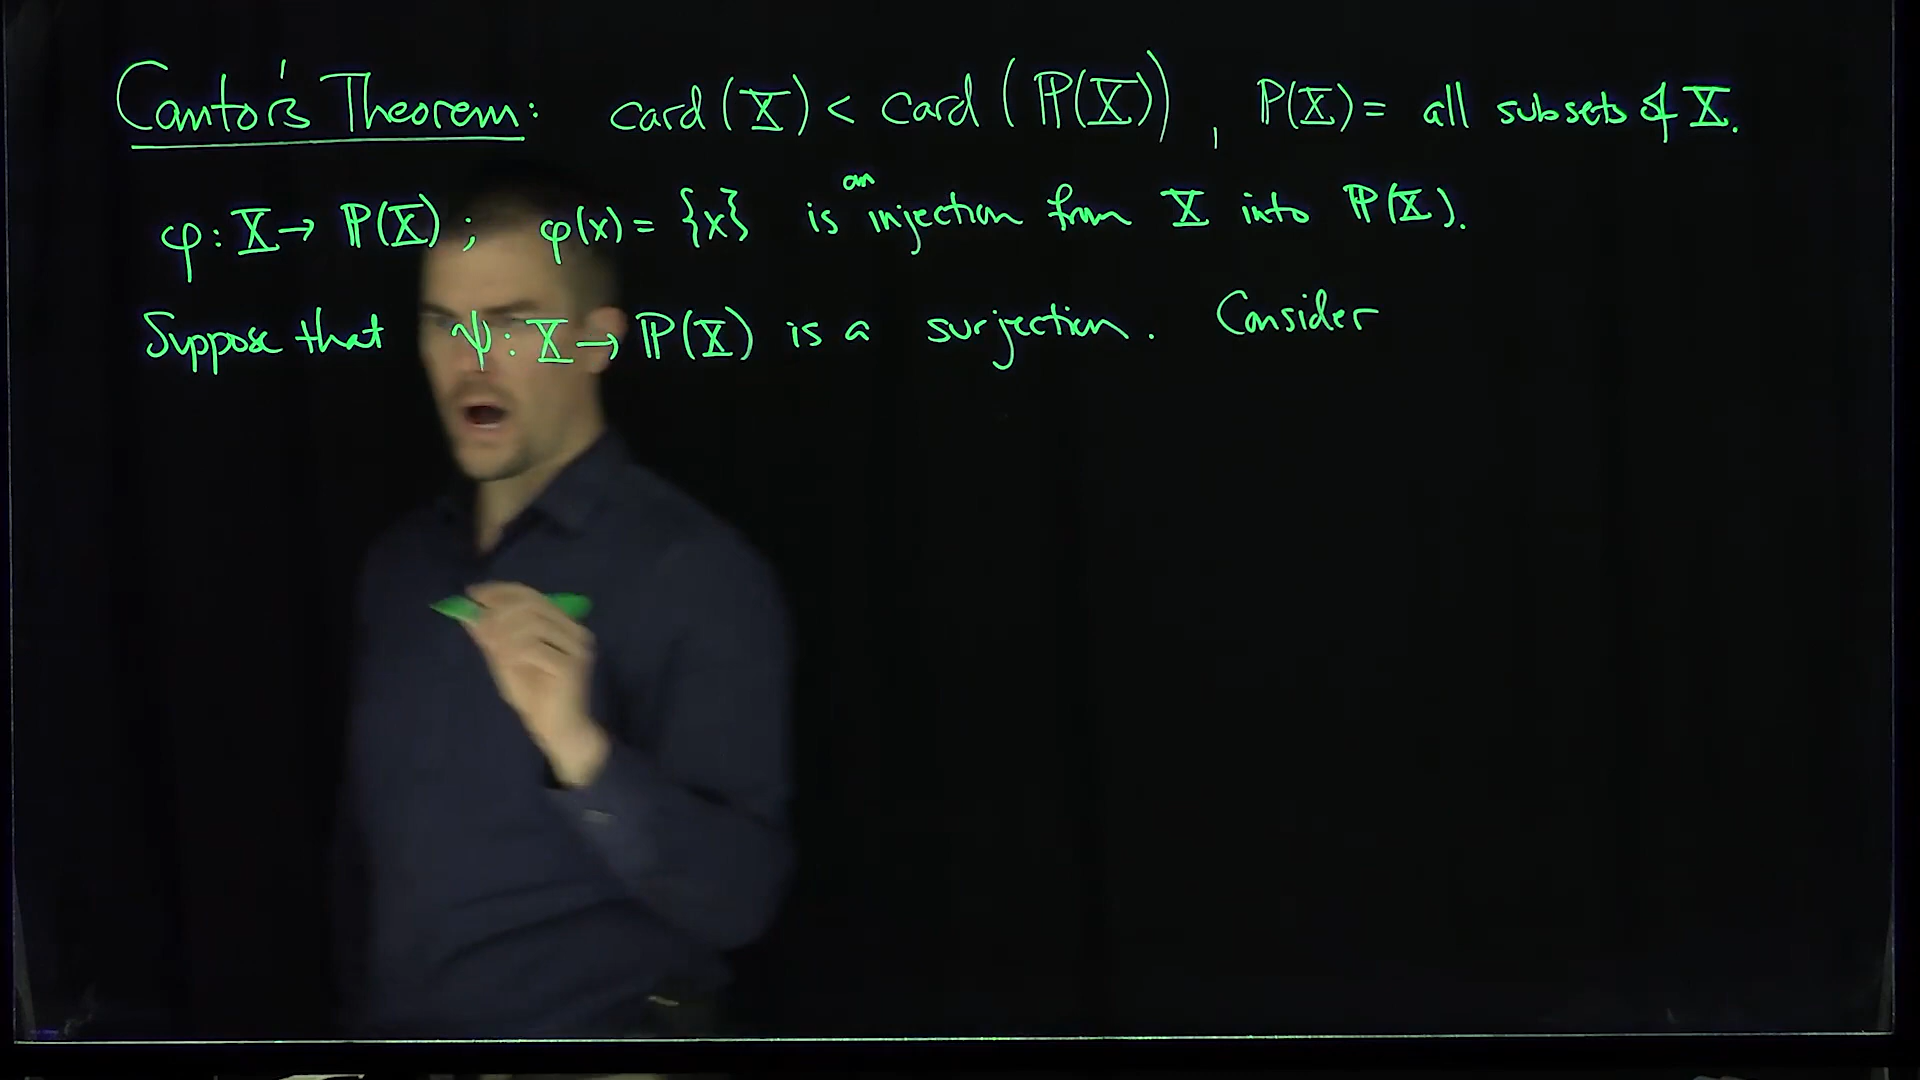 Cantor's Theorem: card(𝕏) < card(ℙ(𝕏)), ℙ(𝕏) = all subsets of 𝕏.
φ: 𝕏 → ℙ(𝕏); φ(x) = {x} is an injection from 𝕏 into ℙ(𝕏).
Suppose that ψ: 𝕏 → ℙ(𝕏) is a surjection. Consider